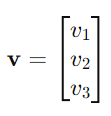 v = [v₁
v₂
v₃]